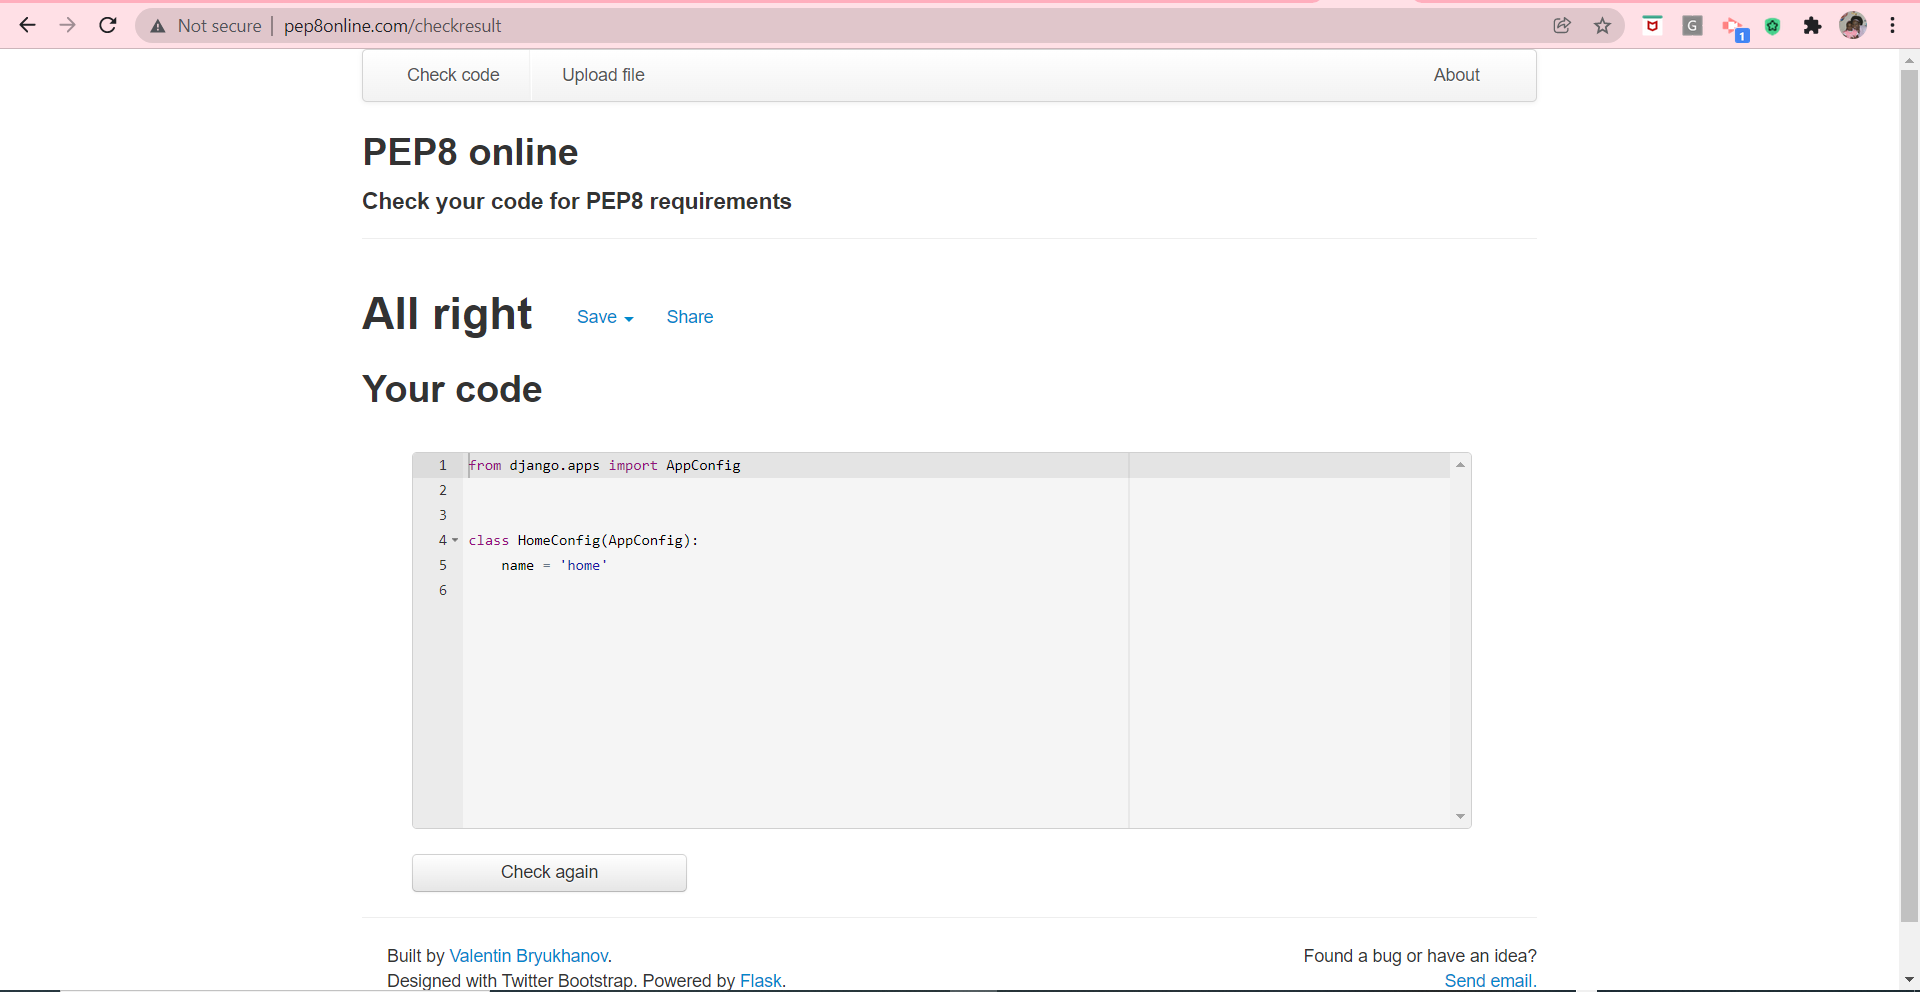 Not secure | pep8online.com/checkresult
G
1
Check code Upload file About
PEP8 online
Check your code for PEP8 requirements
All right Save Share
Your code
1 from django.apps import AppConfig
2
3
4 class HomeConfig(AppConfig):
5     name = 'home'
6
Check again
Built by Valentin Bryukhanov. Found a bug or have an idea?
Designed with Twitter Bootstrap. Powered by Flask. Send email.